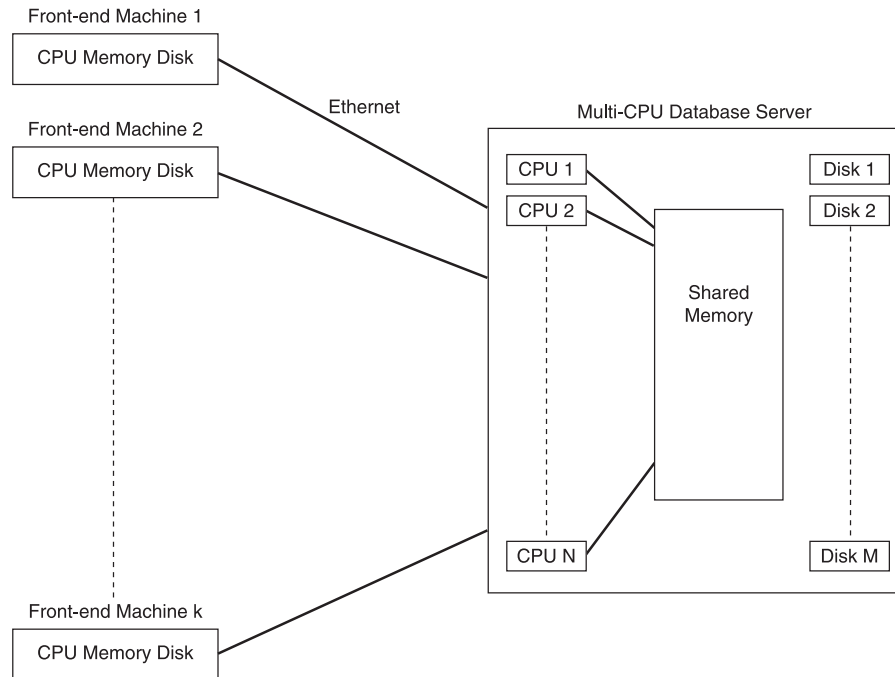 Front-end Machine 1
CPU Memory Disk
Ethernet
Front-end Machine 2
CPU Memory Disk
Multi-CPU Database Server
CPU 1
Disk 1
CPU 2
Disk 2
Shared
Memory
CPU N
Disk M
Front-end Machine k
CPU Memory Disk